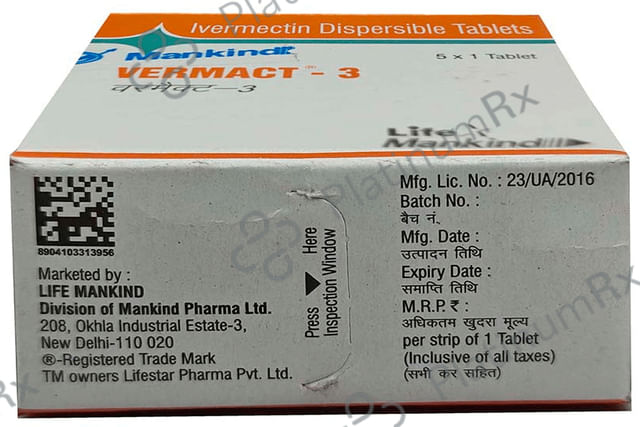 Ivermectin Dispersible Tablets
Mankind
5 x 1 Tablet
VERMACT® - 3
वरमेक्ट–3
Life
Mankind
8904103313956
Marketed by :
LIFE MANKIND
Division of Mankind Pharma Ltd.
208, Okhla Industrial Estate-3,
New Delhi-110 020
®-Registered Trade Mark
TM owners Lifestar Pharma Pvt. Ltd.
Press Here
Inspection Window
Mfg. Lic. No. : 23/UA/2016
Batch No. :
बैच नं.
Mfg. Date :
उत्पादन तिथि
Expiry Date :
समाप्ति तिथि
M.R.P. ₹ :
अधिकतम खुदरा मूल्य
per strip of 1 Tablet
(Inclusive of all taxes)
(सभी कर सहित)
PlatinumRx